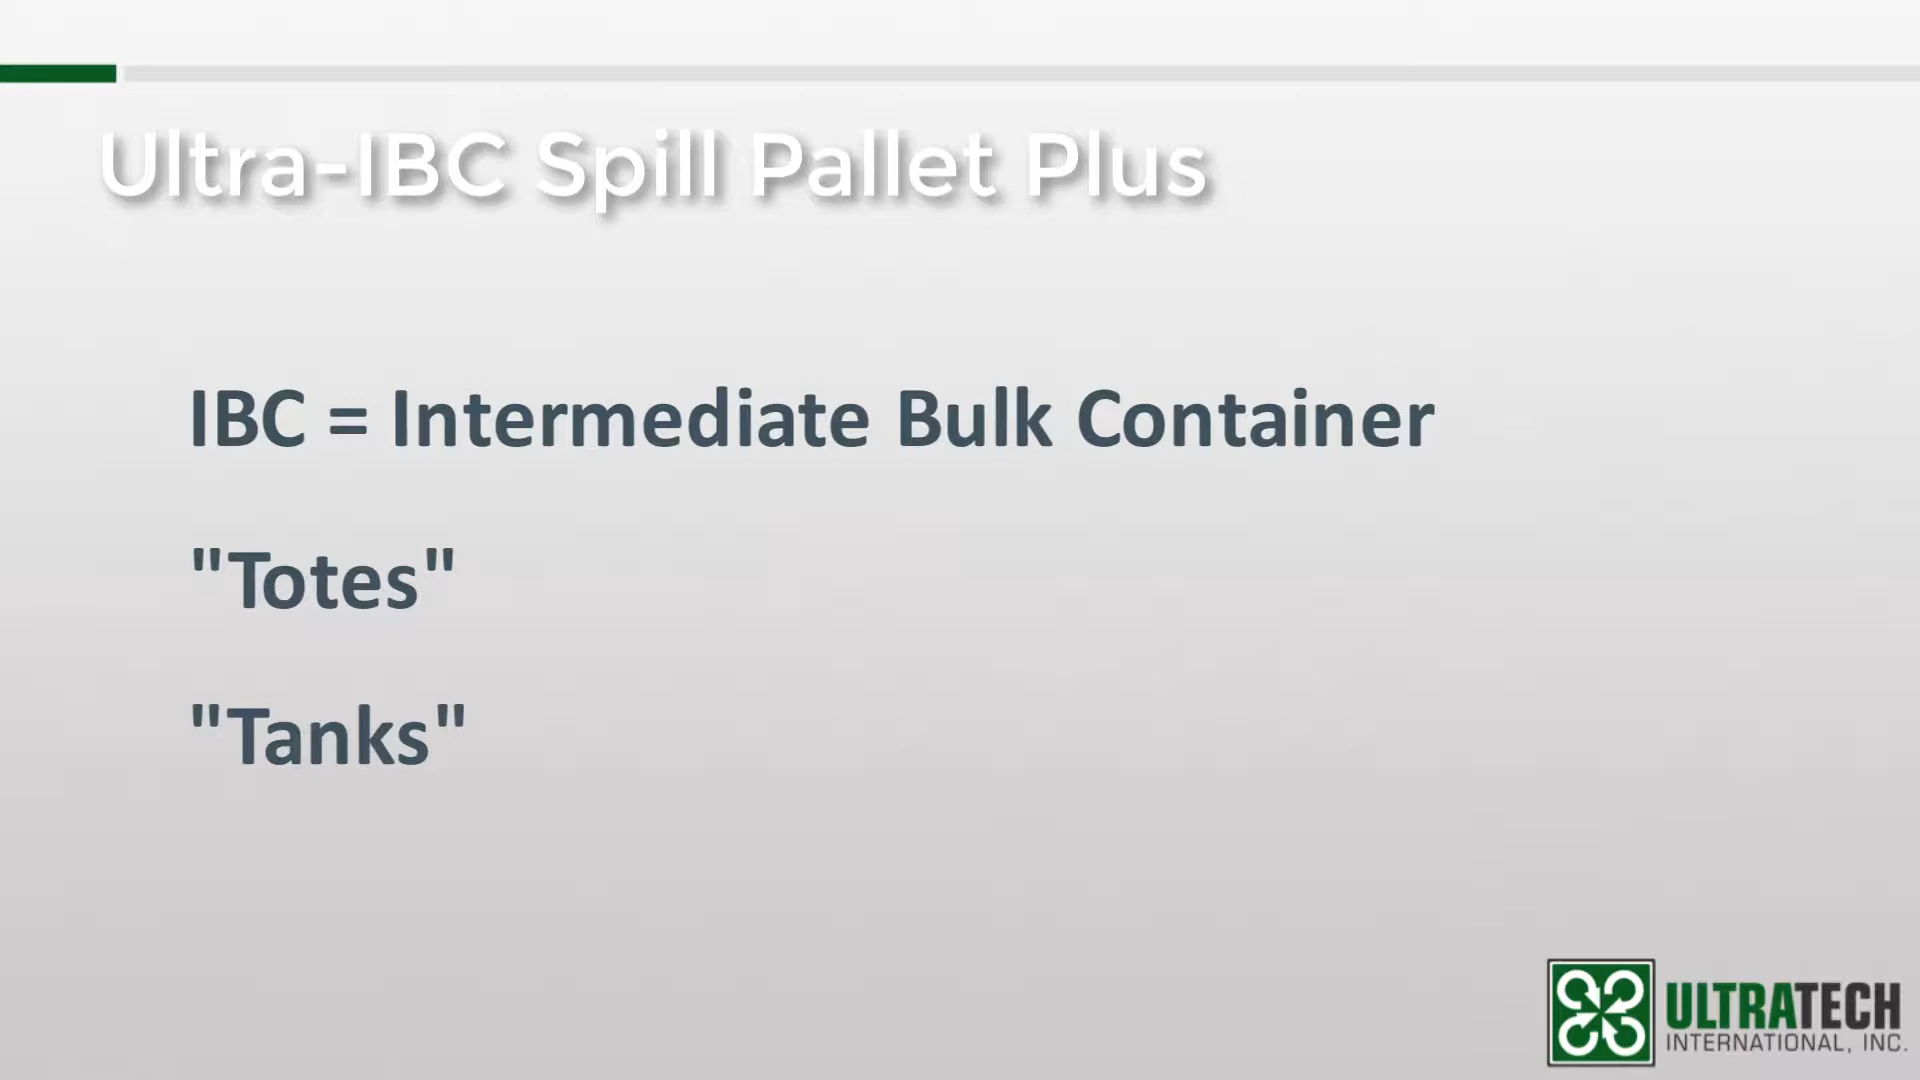 Ultra-IBC Spill Pallet Plus
IBC = Intermediate Bulk Container
"Totes"
"Tanks"
ULTRATECH
INTERNATIONAL, INC.